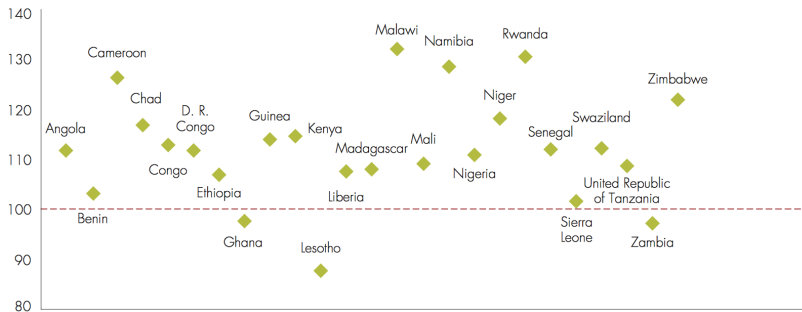 140
130
120
110
100
90
80
Angola
Benin
Cameroon
Chad
Congo
D. R.
Congo
Ethiopia
Ghana
Guinea
Kenya
Lesotho
Liberia
Madagascar
Malawi
Mali
Namibia
Nigeria
Niger
Rwanda
Senegal
Sierra
Leone
Swaziland
United Republic
of Tanzania
Zambia
Zimbabwe